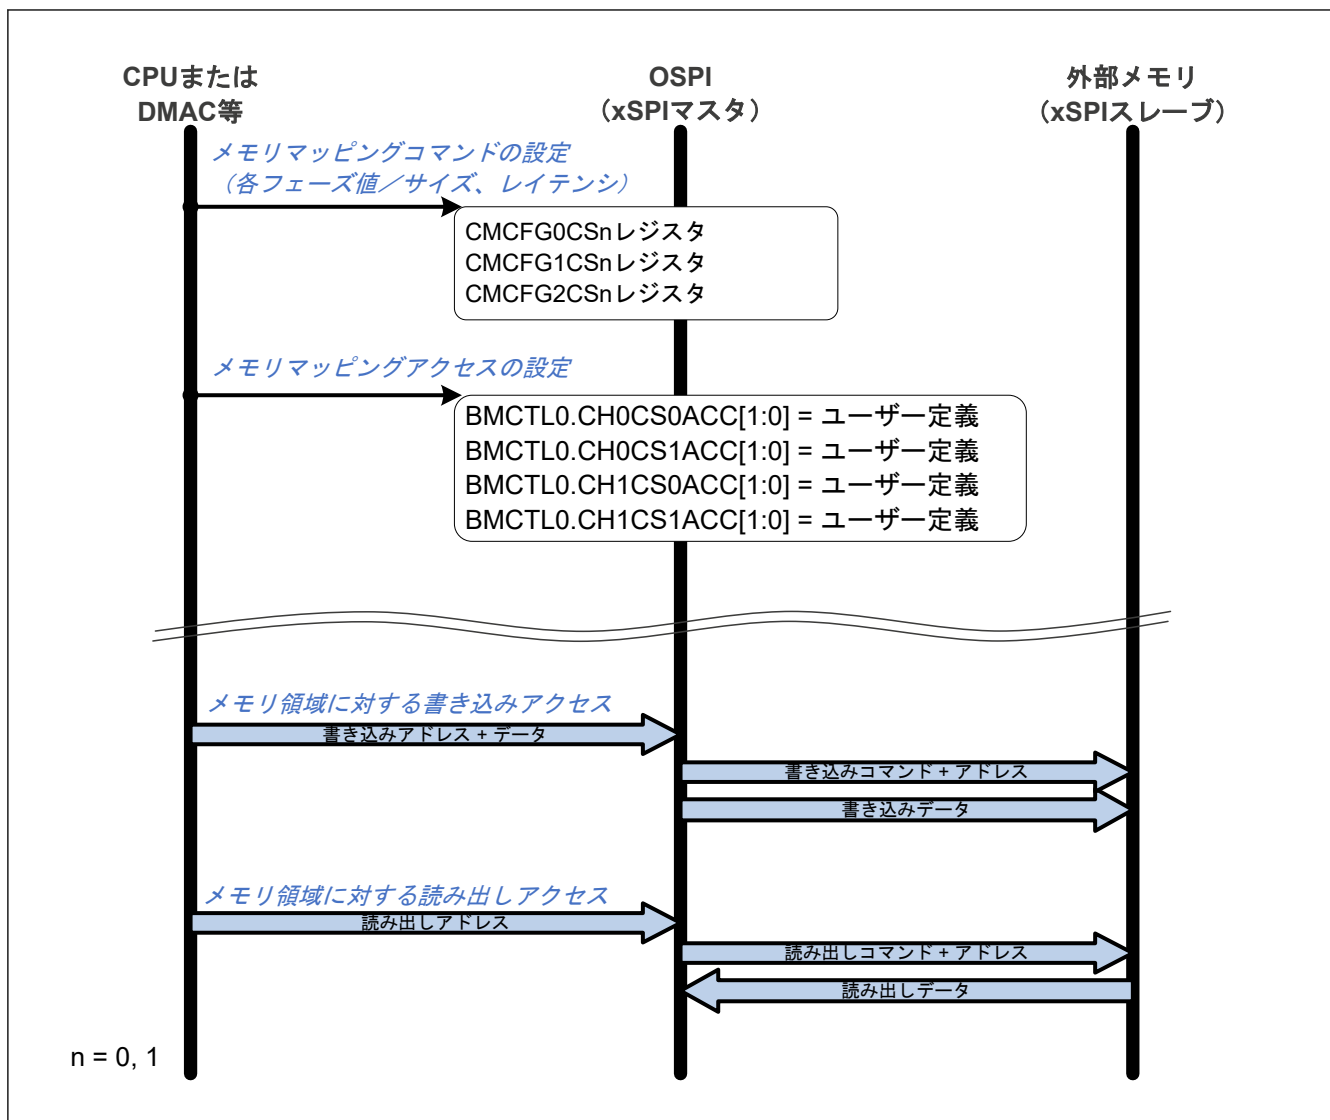 CPUまたは
DMAC等
OSPI
（xSPIマスタ）
外部メモリ
（xSPIスレーブ）
メモリマッピングコマンドの設定
（各フェーズ値／サイズ、レイテンシ）
CMCFG0CSnレジスタ
CMCFG1CSnレジスタ
CMCFG2CSnレジスタ
メモリマッピングアクセスの設定
BMCTL0.CH0CS0ACC[1:0] = ユーザー定義
BMCTL0.CH0CS1ACC[1:0] = ユーザー定義
BMCTL0.CH1CS0ACC[1:0] = ユーザー定義
BMCTL0.CH1CS1ACC[1:0] = ユーザー定義
メモリ領域に対する書き込みアクセス
書き込みアドレス + データ
書き込みコマンド + アドレス
書き込みデータ
メモリ領域に対する読み出しアクセス
読み出しアドレス
読み出しコマンド + アドレス
読み出しデータ
n = 0, 1